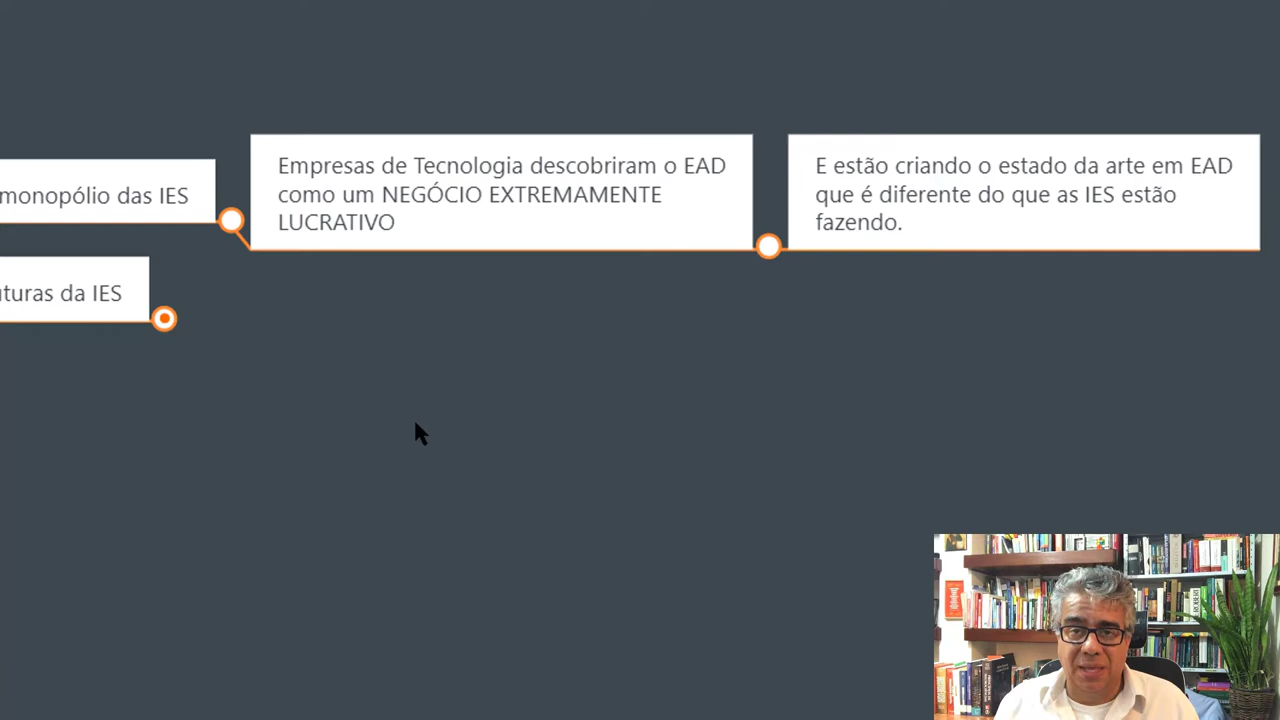 monopólio das IES
Empresas de Tecnologia descobriram o EAD
como um NEGÓCIO EXTREMAMENTE
LUCRATIVO
E estão criando o estado da arte em EAD
que é diferente do que as IES estão
fazendo.
da IES